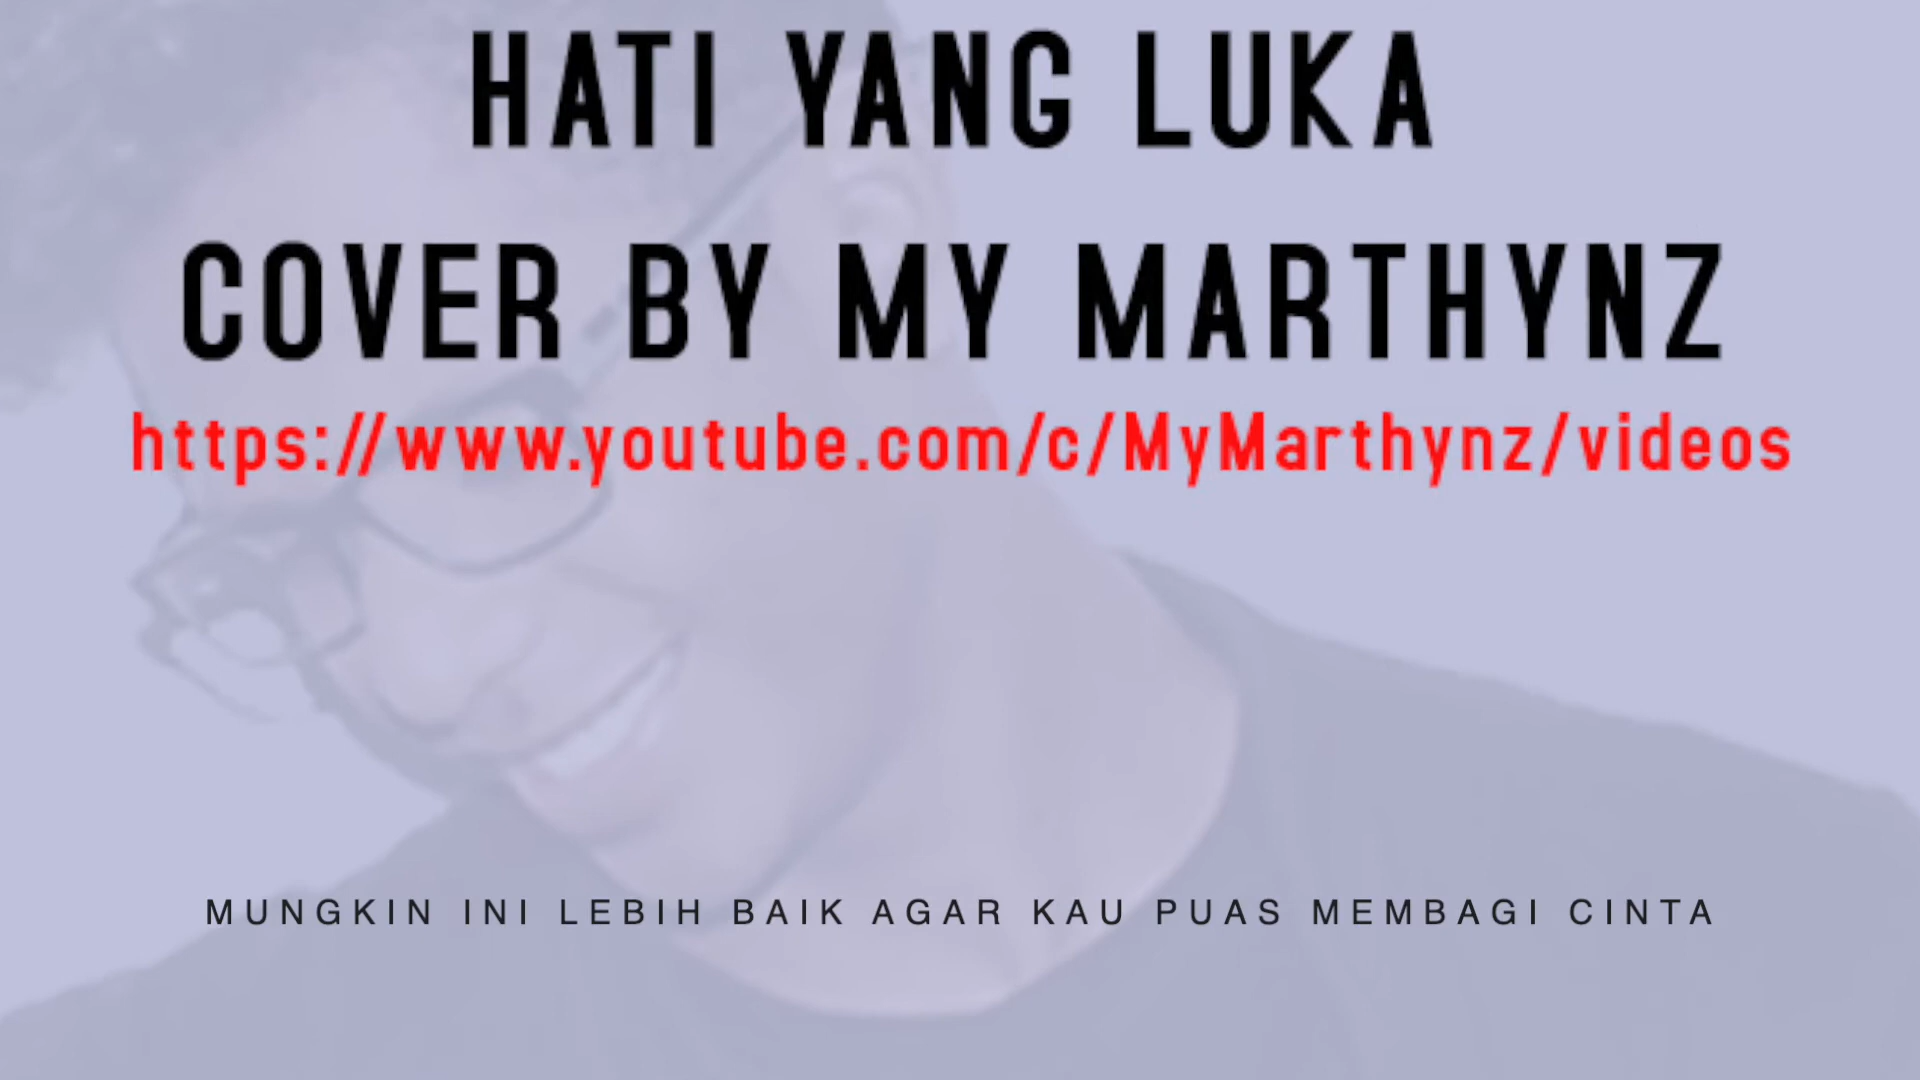 HATI YANG LUKA
COVER BY MY MARTHYNZ
https://www.youtube.com/c/MyMarthynz/videos
MUNGKIN INI LEBIH BAIK AGAR KAU PUAS MEMBAGI CINTA